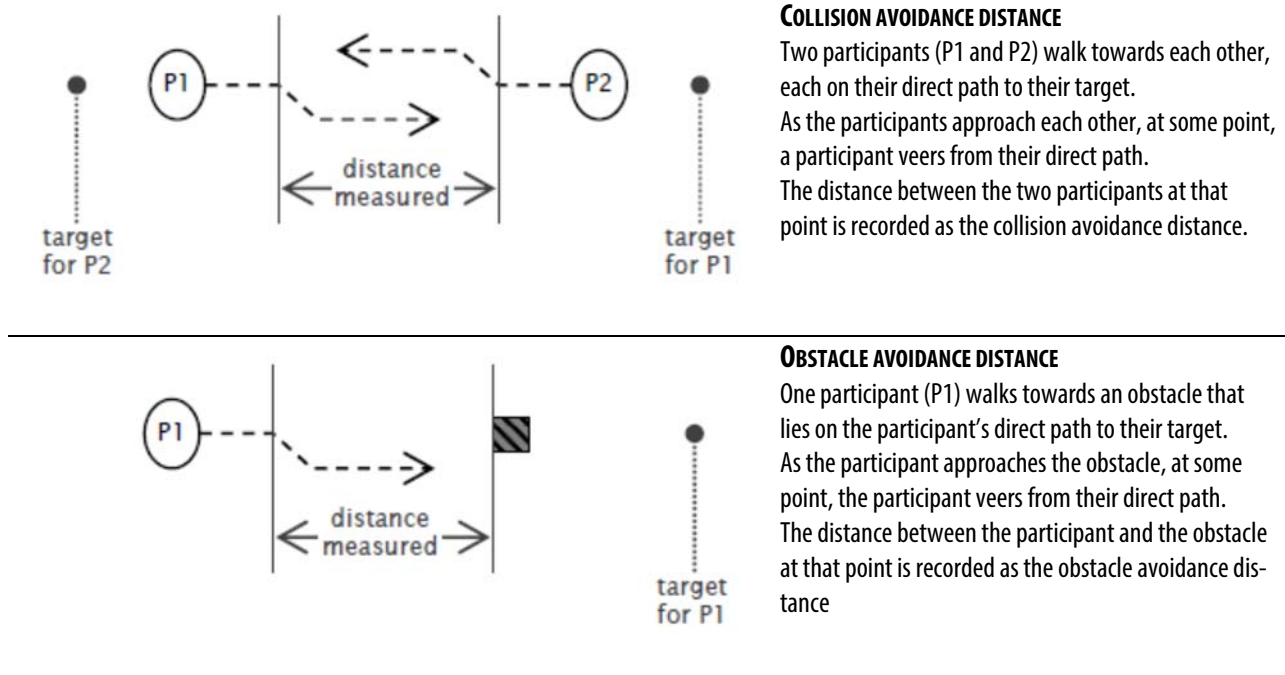 COLLISION AVOIDANCE DISTANCE
Two participants (P1 and P2) walk towards each other,
each on their direct path to their target.
As the participants approach each other, at some point,
a participant veers from their direct path.
The distance between the two participants at that
point is recorded as the collision avoidance distance.
P1
P2
distance
measured
target
for P2
target
for P1
OBSTACLE AVOIDANCE DISTANCE
One participant (P1) walks towards an obstacle that
lies on the participant’s direct path to their target.
As the participant approaches the obstacle, at some
point, the participant veers from their direct path.
The distance between the participant and the obstacle
at that point is recorded as the obstacle avoidance dis-
tance
P1
distance
measured
target
for P1